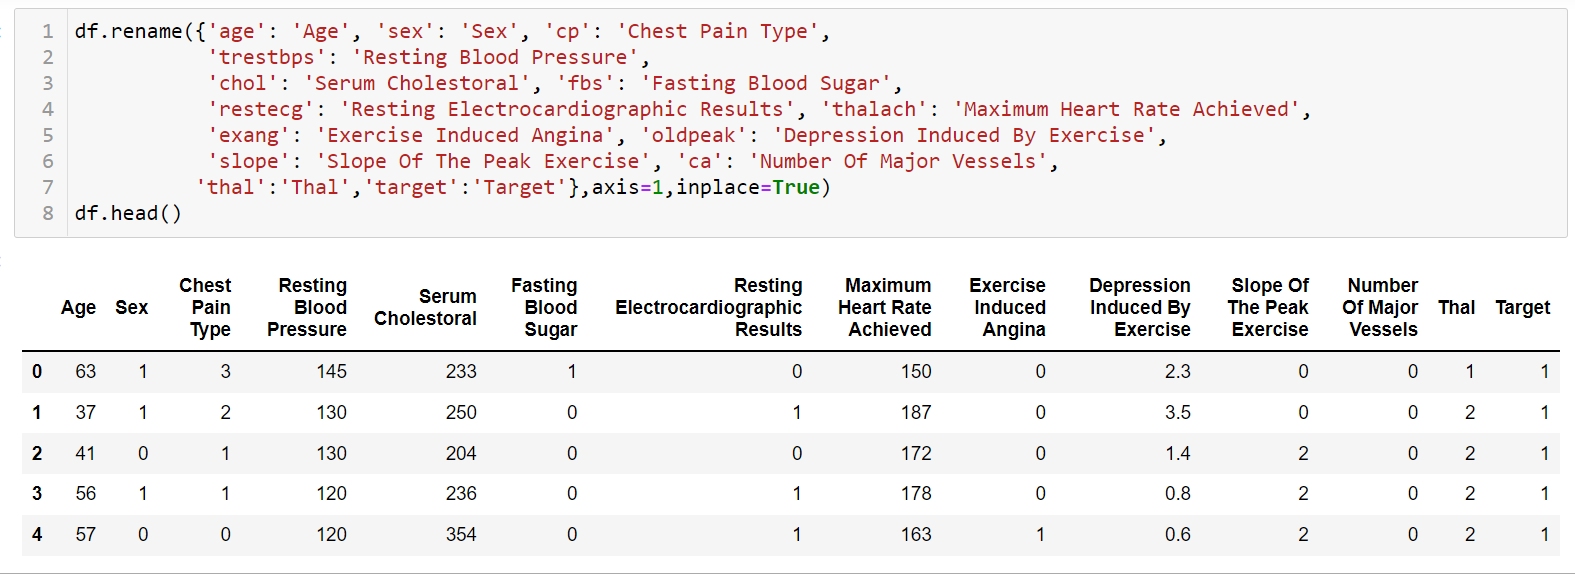 1 df.rename({'age': 'Age', 'sex': 'Sex', 'cp': 'Chest Pain Type',
2 'trestbps': 'Resting Blood Pressure',
3 'chol': 'Serum Cholestoral', 'fbs': 'Fasting Blood Sugar',
4 'restecg': 'Resting Electrocardiographic Results', 'thalach': 'Maximum Heart Rate Achieved',
5 'exang': 'Exercise Induced Angina', 'oldpeak': 'Depression Induced By Exercise',
6 'slope': 'Slope Of The Peak Exercise', 'ca': 'Number Of Major Vessels',
7 'thal':'Thal','target':'Target'},axis=1,inplace=True)
8 df.head()
Age Sex Chest Pain Type Resting Blood Pressure Serum Cholestoral Fasting Blood Sugar Resting Electrocardiographic Results Maximum Heart Rate Achieved Exercise Induced Angina Depression Induced By Exercise Slope Of The Peak Exercise Number Of Major Vessels Thal Target
0 63 1 3 145 233 1 0 150 0 2.3 0 0 1 1
1 37 1 2 130 250 0 1 187 0 3.5 0 0 2 1
2 41 0 1 130 204 0 0 172 0 1.4 2 0 2 1
3 56 1 1 120 236 0 1 178 0 0.8 2 0 2 1
4 57 0 0 120 354 0 1 163 1 0.6 2 0 2 1